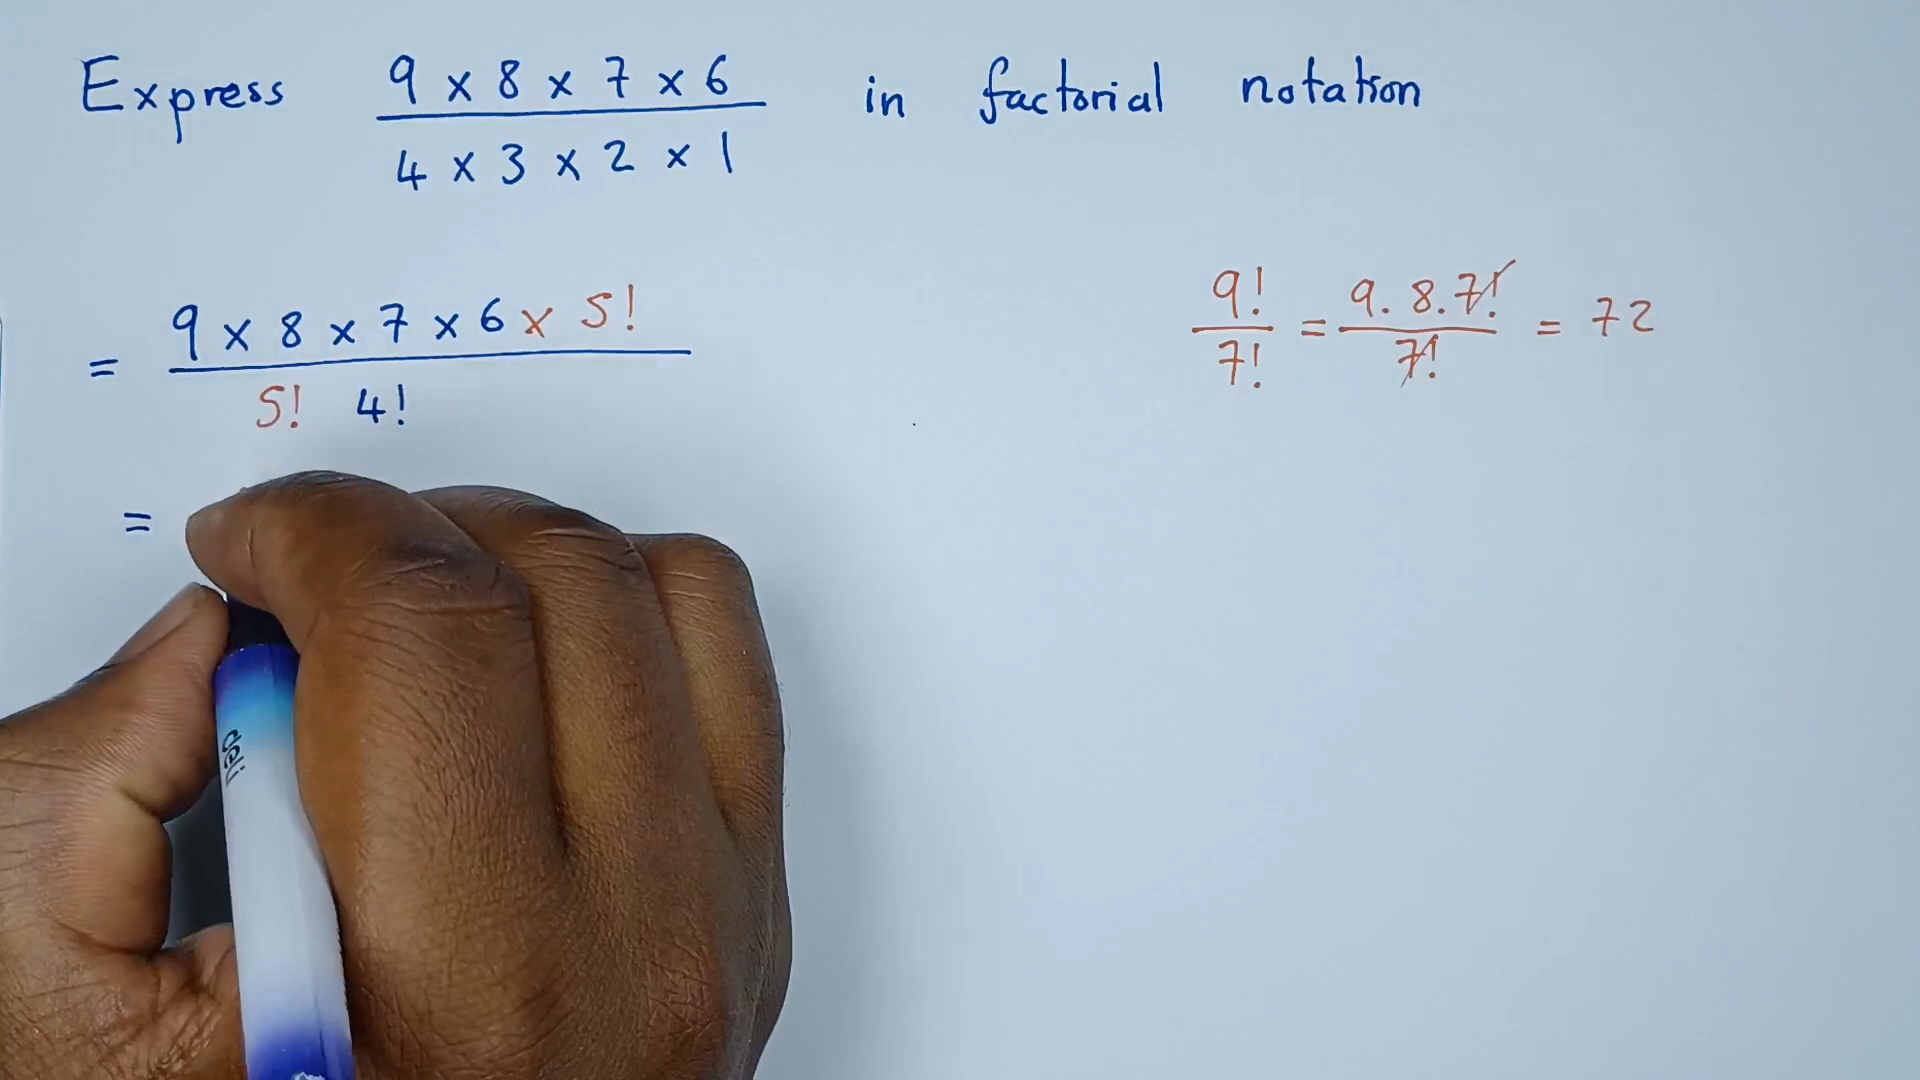 Express 9 × 8 × 7 × 6 / 4 × 3 × 2 × 1 in factorial notation
= 9 × 8 × 7 × 6 × 5! / 5! 4!
9! / 7! = 9. 8. 7! / 7! = 72
=
deli